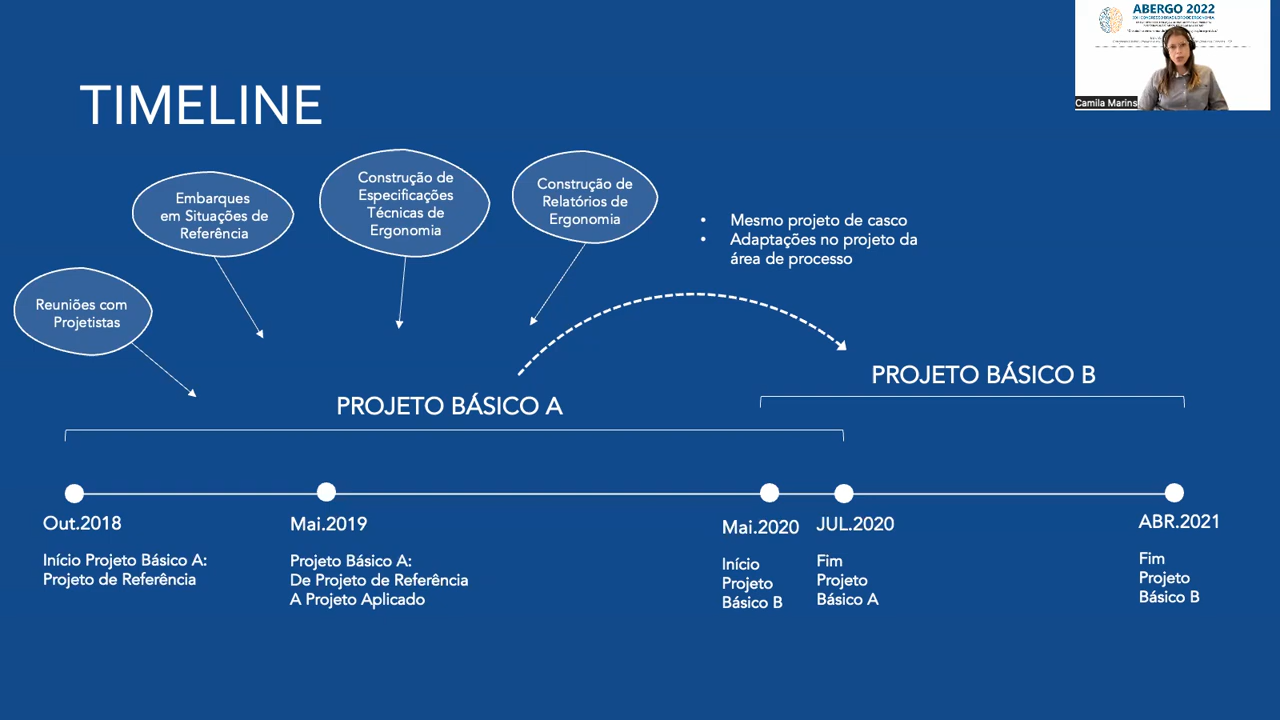 ABERGO 2022
Camila Marins
TIMELINE
Embarques
em Situações de
Referência
Construção de
Especificações
Técnicas de
Ergonomia
Construção de
Relatórios de
Ergonomia
• Mesmo projeto de casco
• Adaptações no projeto da
área de processo
Reuniões com
Projetistas
PROJETO BÁSICO A
PROJETO BÁSICO B
Out.2018
Início Projeto Básico A:
Projeto de Referência
Mai.2019
Projeto Básico A:
De Projeto de Referência
A Projeto Aplicado
Mai.2020
Início
Projeto
Básico B
JUL.2020
Fim
Projeto
Básico A
ABR.2021
Fim
Projeto
Básico B